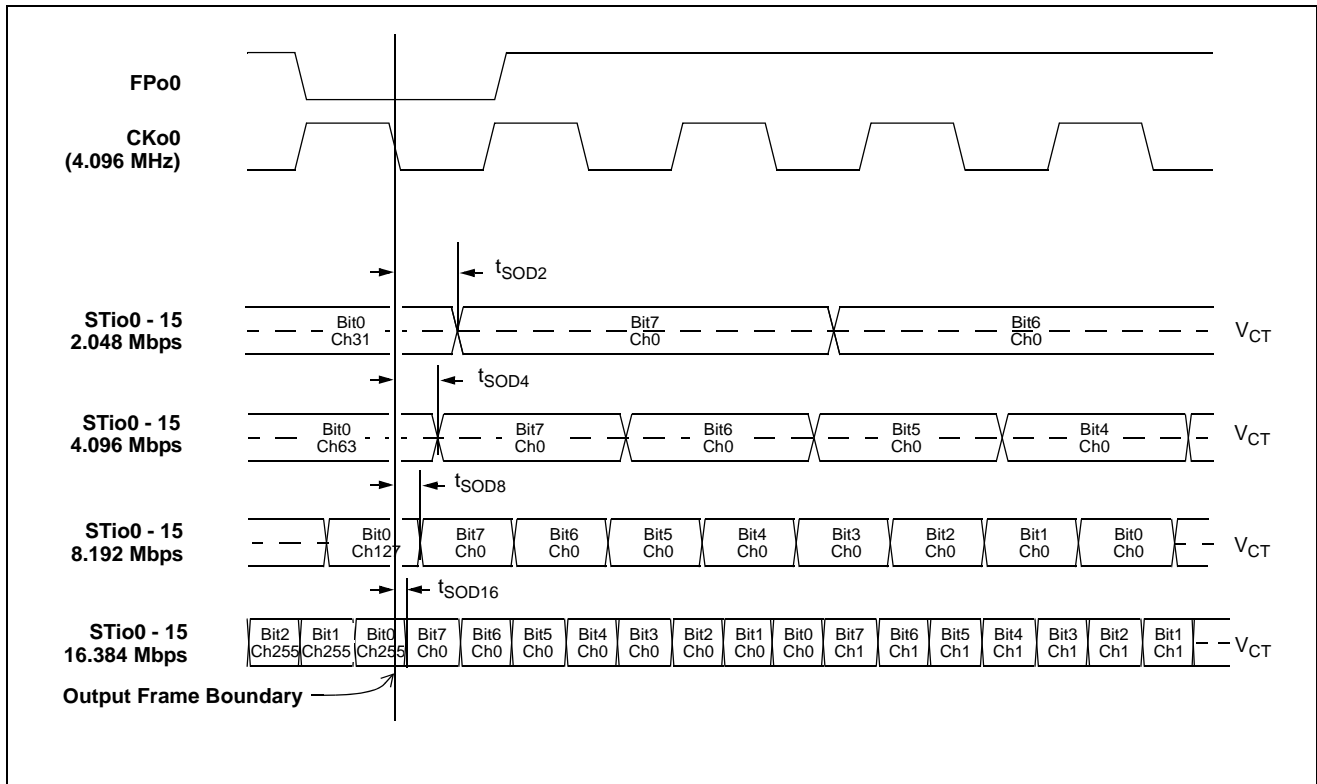 FPo0
CKo0
(4.096 MHz)
tSOD2
STio0 - 15
2.048 Mbps
Bit0
Ch31
Bit7
Ch0
Bit6
Ch0
VCT
tSOD4
STio0 - 15
4.096 Mbps
Bit0
Ch63
Bit7
Ch0
Bit6
Ch0
Bit5
Ch0
Bit4
Ch0
VCT
tSOD8
STio0 - 15
8.192 Mbps
Bit0
Ch127
Bit7
Ch0
Bit6
Ch0
Bit5
Ch0
Bit4
Ch0
Bit3
Ch0
Bit2
Ch0
Bit1
Ch0
Bit0
Ch0
VCT
tSOD16
STio0 - 15
16.384 Mbps
Bit2
Ch255
Bit1
Ch255
Bit0
Ch255
Bit7
Ch0
Bit6
Ch0
Bit5
Ch0
Bit4
Ch0
Bit3
Ch0
Bit2
Ch0
Bit1
Ch0
Bit0
Ch0
Bit7
Ch1
Bit6
Ch1
Bit5
Ch1
Bit4
Ch1
Bit3
Ch1
Bit2
Ch1
Bit1
Ch1
VCT
Output Frame Boundary